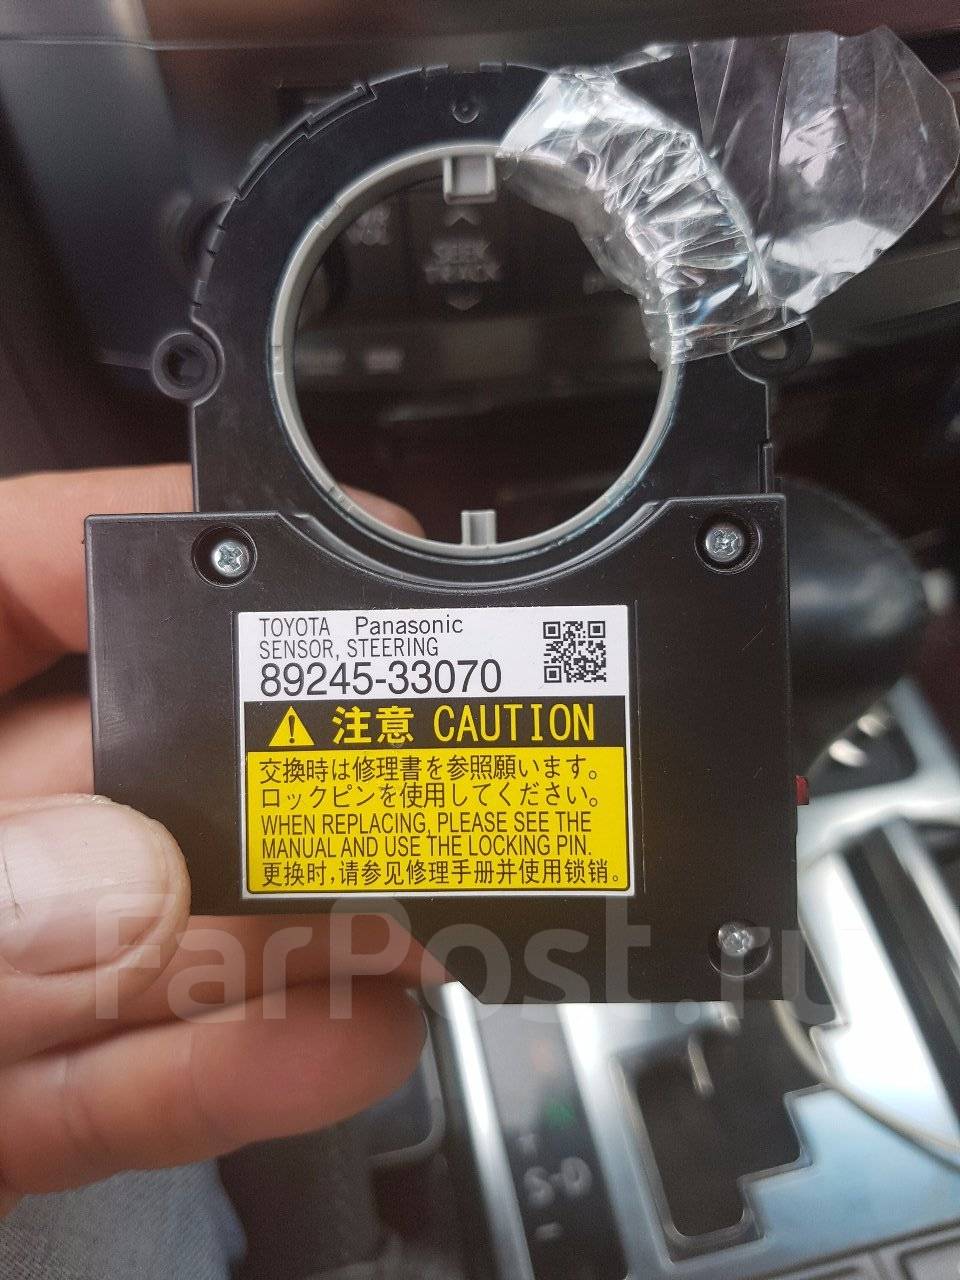 SEEK
TRACK
TOYOTA Panasonic
SENSOR, STEERING
89245-33070
注意 CAUTION
交換時は修理書を参照願います。
ロックピンを使用してください。
WHEN REPLACING, PLEASE SEE THE
MANUAL AND USE THE LOCKING PIN.
更换时,请参见修理手册并使用锁销。
FarPost.ru
S-D